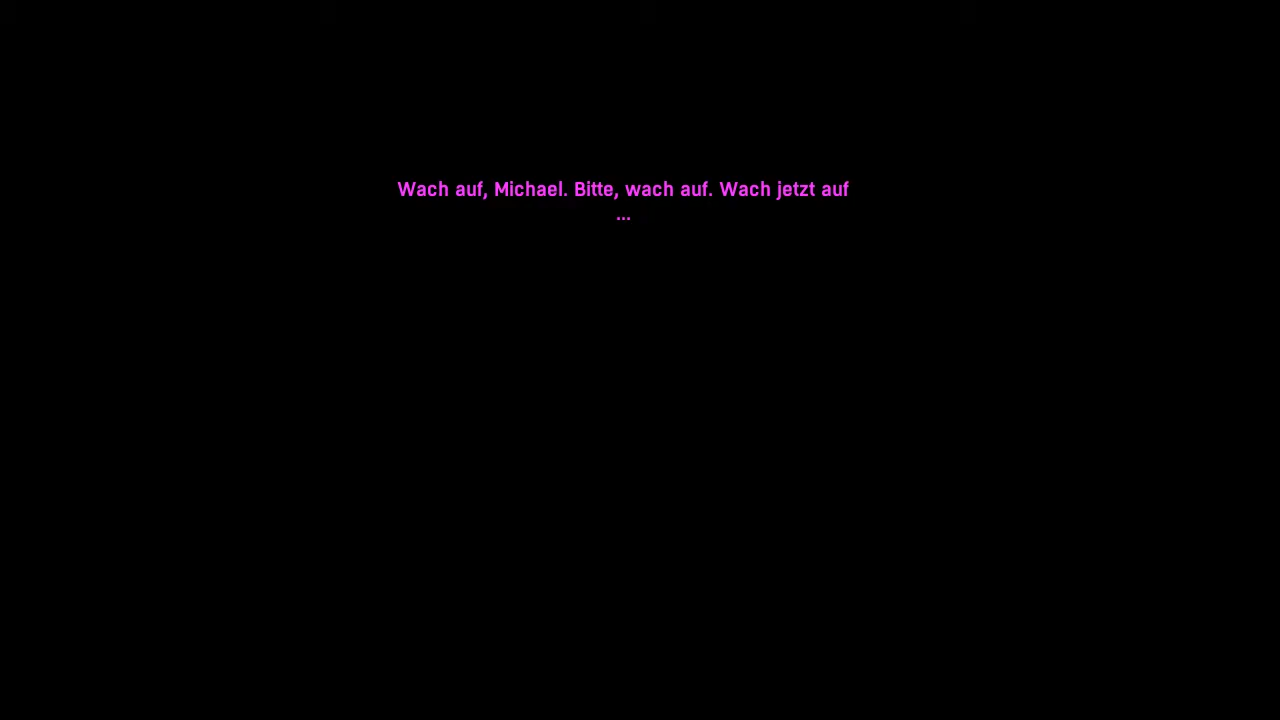 Wach auf, Michael. Bitte, wach auf. Wach jetzt auf
...